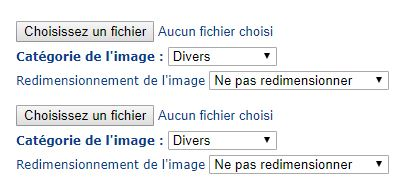 Choisissez un fichier Aucun fichier choisi
Catégorie de l'image : Divers
Redimensionnement de l'image Ne pas redimensionner
Choisissez un fichier Aucun fichier choisi
Catégorie de l'image : Divers
Redimensionnement de l'image Ne pas redimensionner